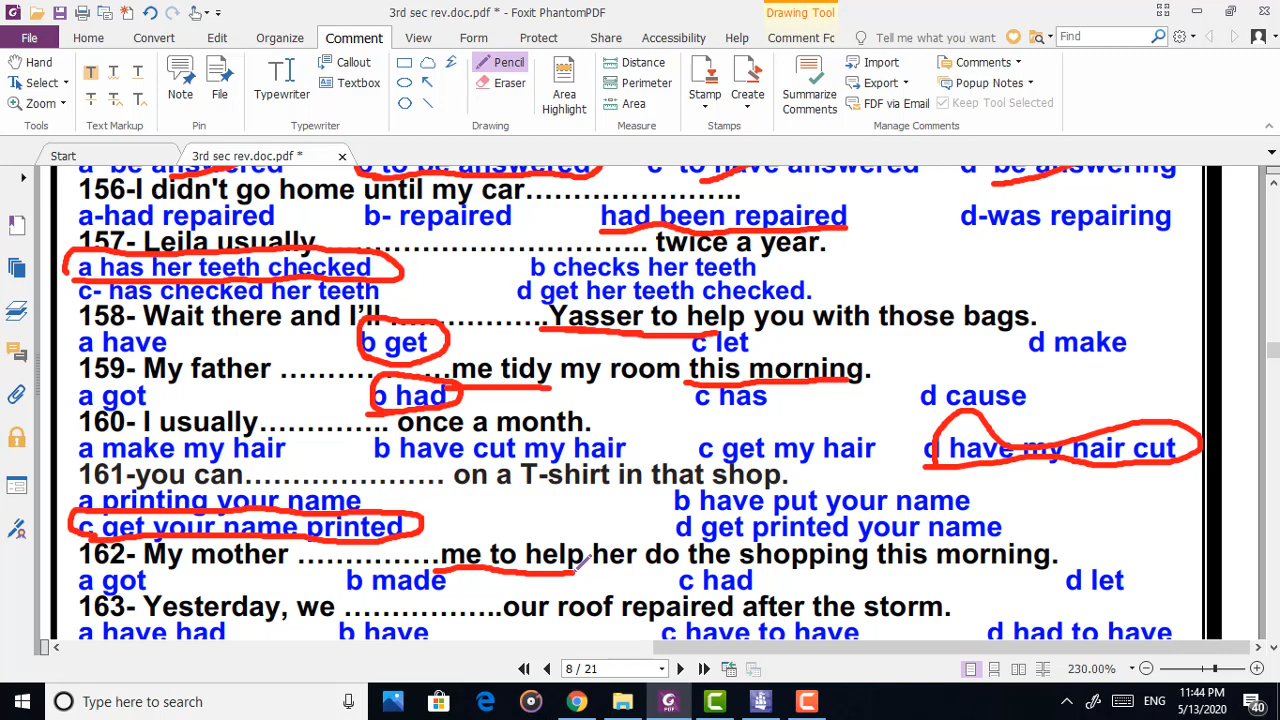 3rd sec rev.doc.pdf * - Foxit PhantomPDF
Drawing Tool
File Home Convert Edit Organize Comment View Form Protect Share Accessibility Help Comment Fc Tell me what you want... Find
Hand Select Zoom
Tools
Text Markup
Note File
Pin
Typewriter Callout Textbox
Typewriter
Pencil Eraser Area Highlight
Drawing
Distance Perimeter Area
Measure
Stamp Create
Stamps
Summarize Comments Import Export FDF via Email Comments Popup Notes Keep Tool Selected
Manage Comments
Start 3rd sec rev.doc.pdf *
a be answered to be answered c to have answered d be answering
156-I didn't go home until my car…………………..
a-had repaired b- repaired had been repaired d-was repairing
157- Leila usually…………………………….. twice a year.
a has her teeth checked b checks her teeth
c- has checked her teeth d get her teeth checked.
158- Wait there and I'll ……………..Yasser to help you with those bags.
a have b get c let d make
159- My father ………………me tidy my room this morning.
a got b had c has d cause
160- I usually………….. once a month.
a make my hair b have cut my hair c get my hair d have my hair cut
161-you can………………… on a T-shirt in that shop.
a printing your name b have put your name
c get your name printed d get printed your name
162- My mother ……………me to help her do the shopping this morning.
a got b made c had d let
163- Yesterday, we ……………..our roof repaired after the storm.
a have had b have c have to have d had to have
8 / 21 230.00%
Type here to search
ENG
11:44 PM
5/13/2020
40